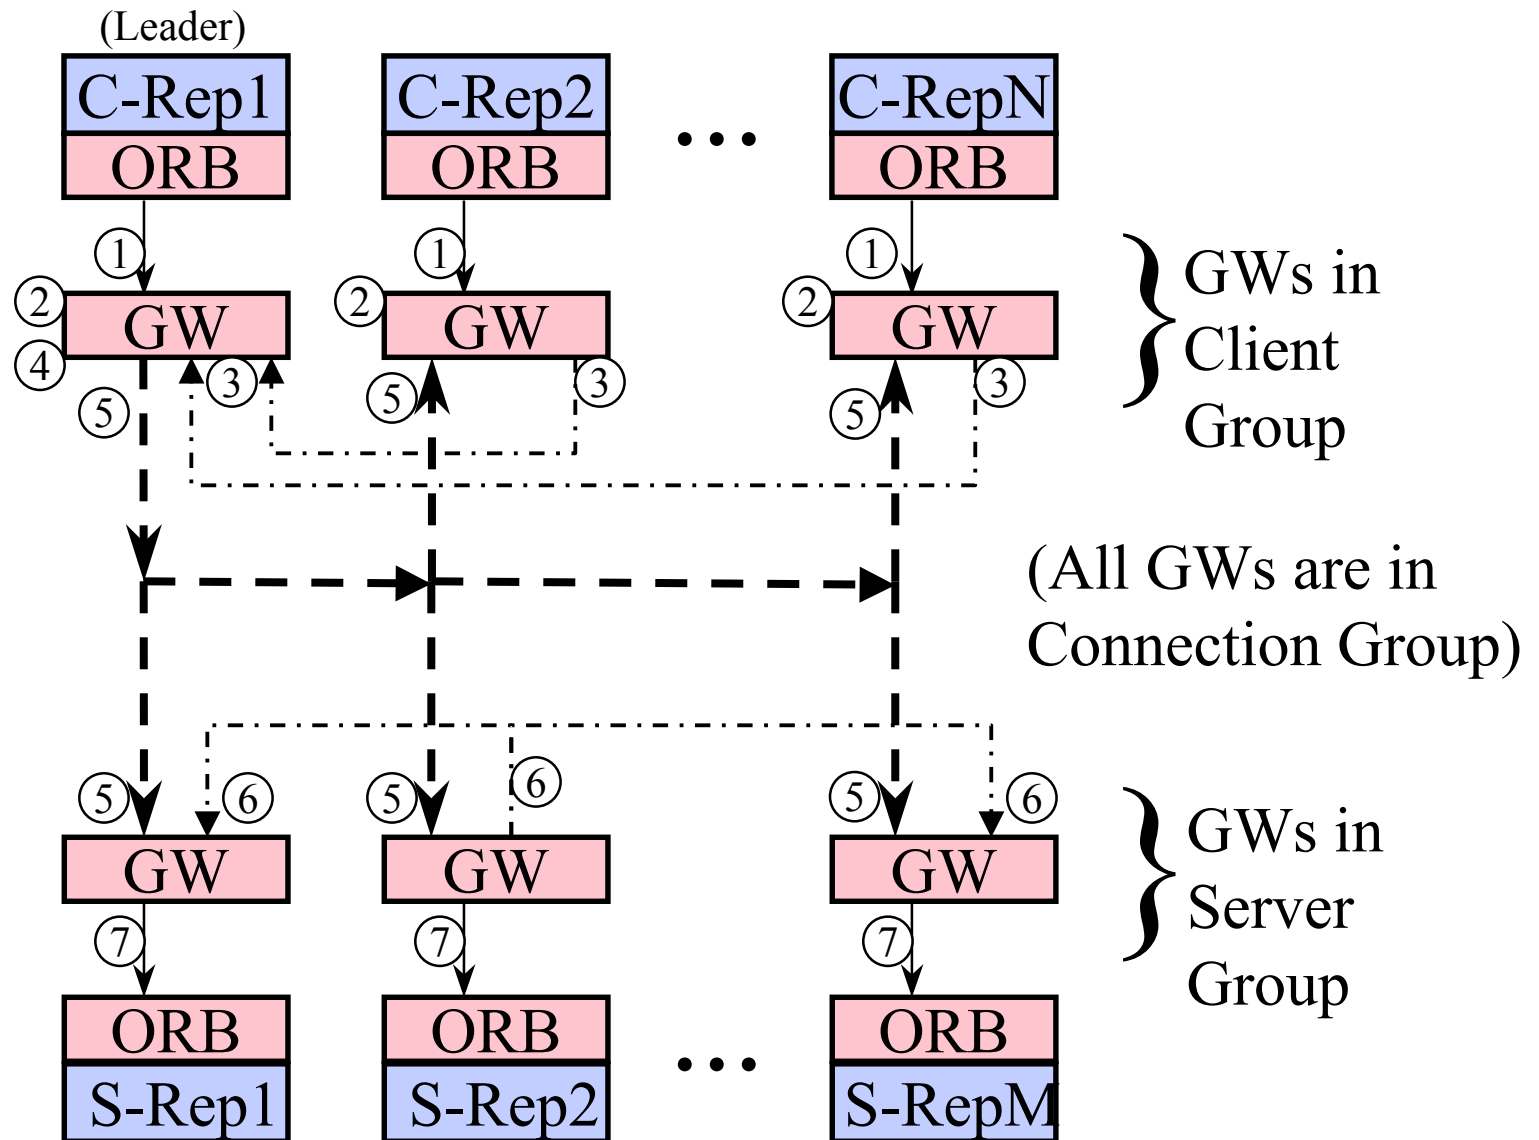 (Leader)
C-Rep1 C-Rep2 ... C-RepN
ORB ORB ORB
1 1 1
GWs in
2 GW 2 GW 2 GW
Client
4 3 3 3
5 5 5
Group
(All GWs are in
Connection Group)
5 6 5 6 5 6
GWs in
GW GW GW
Server
7 7 7
Group
ORB ORB ORB
...
S-Rep1 S-Rep2 S-RepM